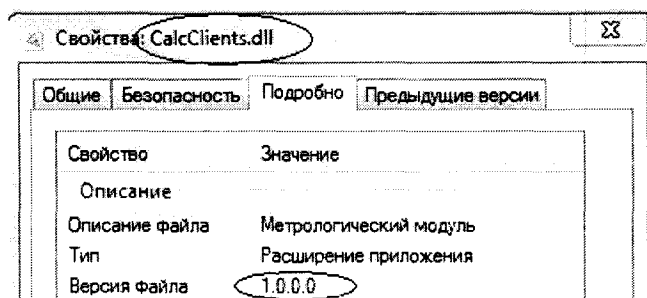 Свойства: CalcClients.dll
Общие Безопасность Подробно Предыдущие версии
Свойство Значение
Описание
Описание файла Метрологический модуль
Тип Расширение приложения
Версия файла 1.0.0.0